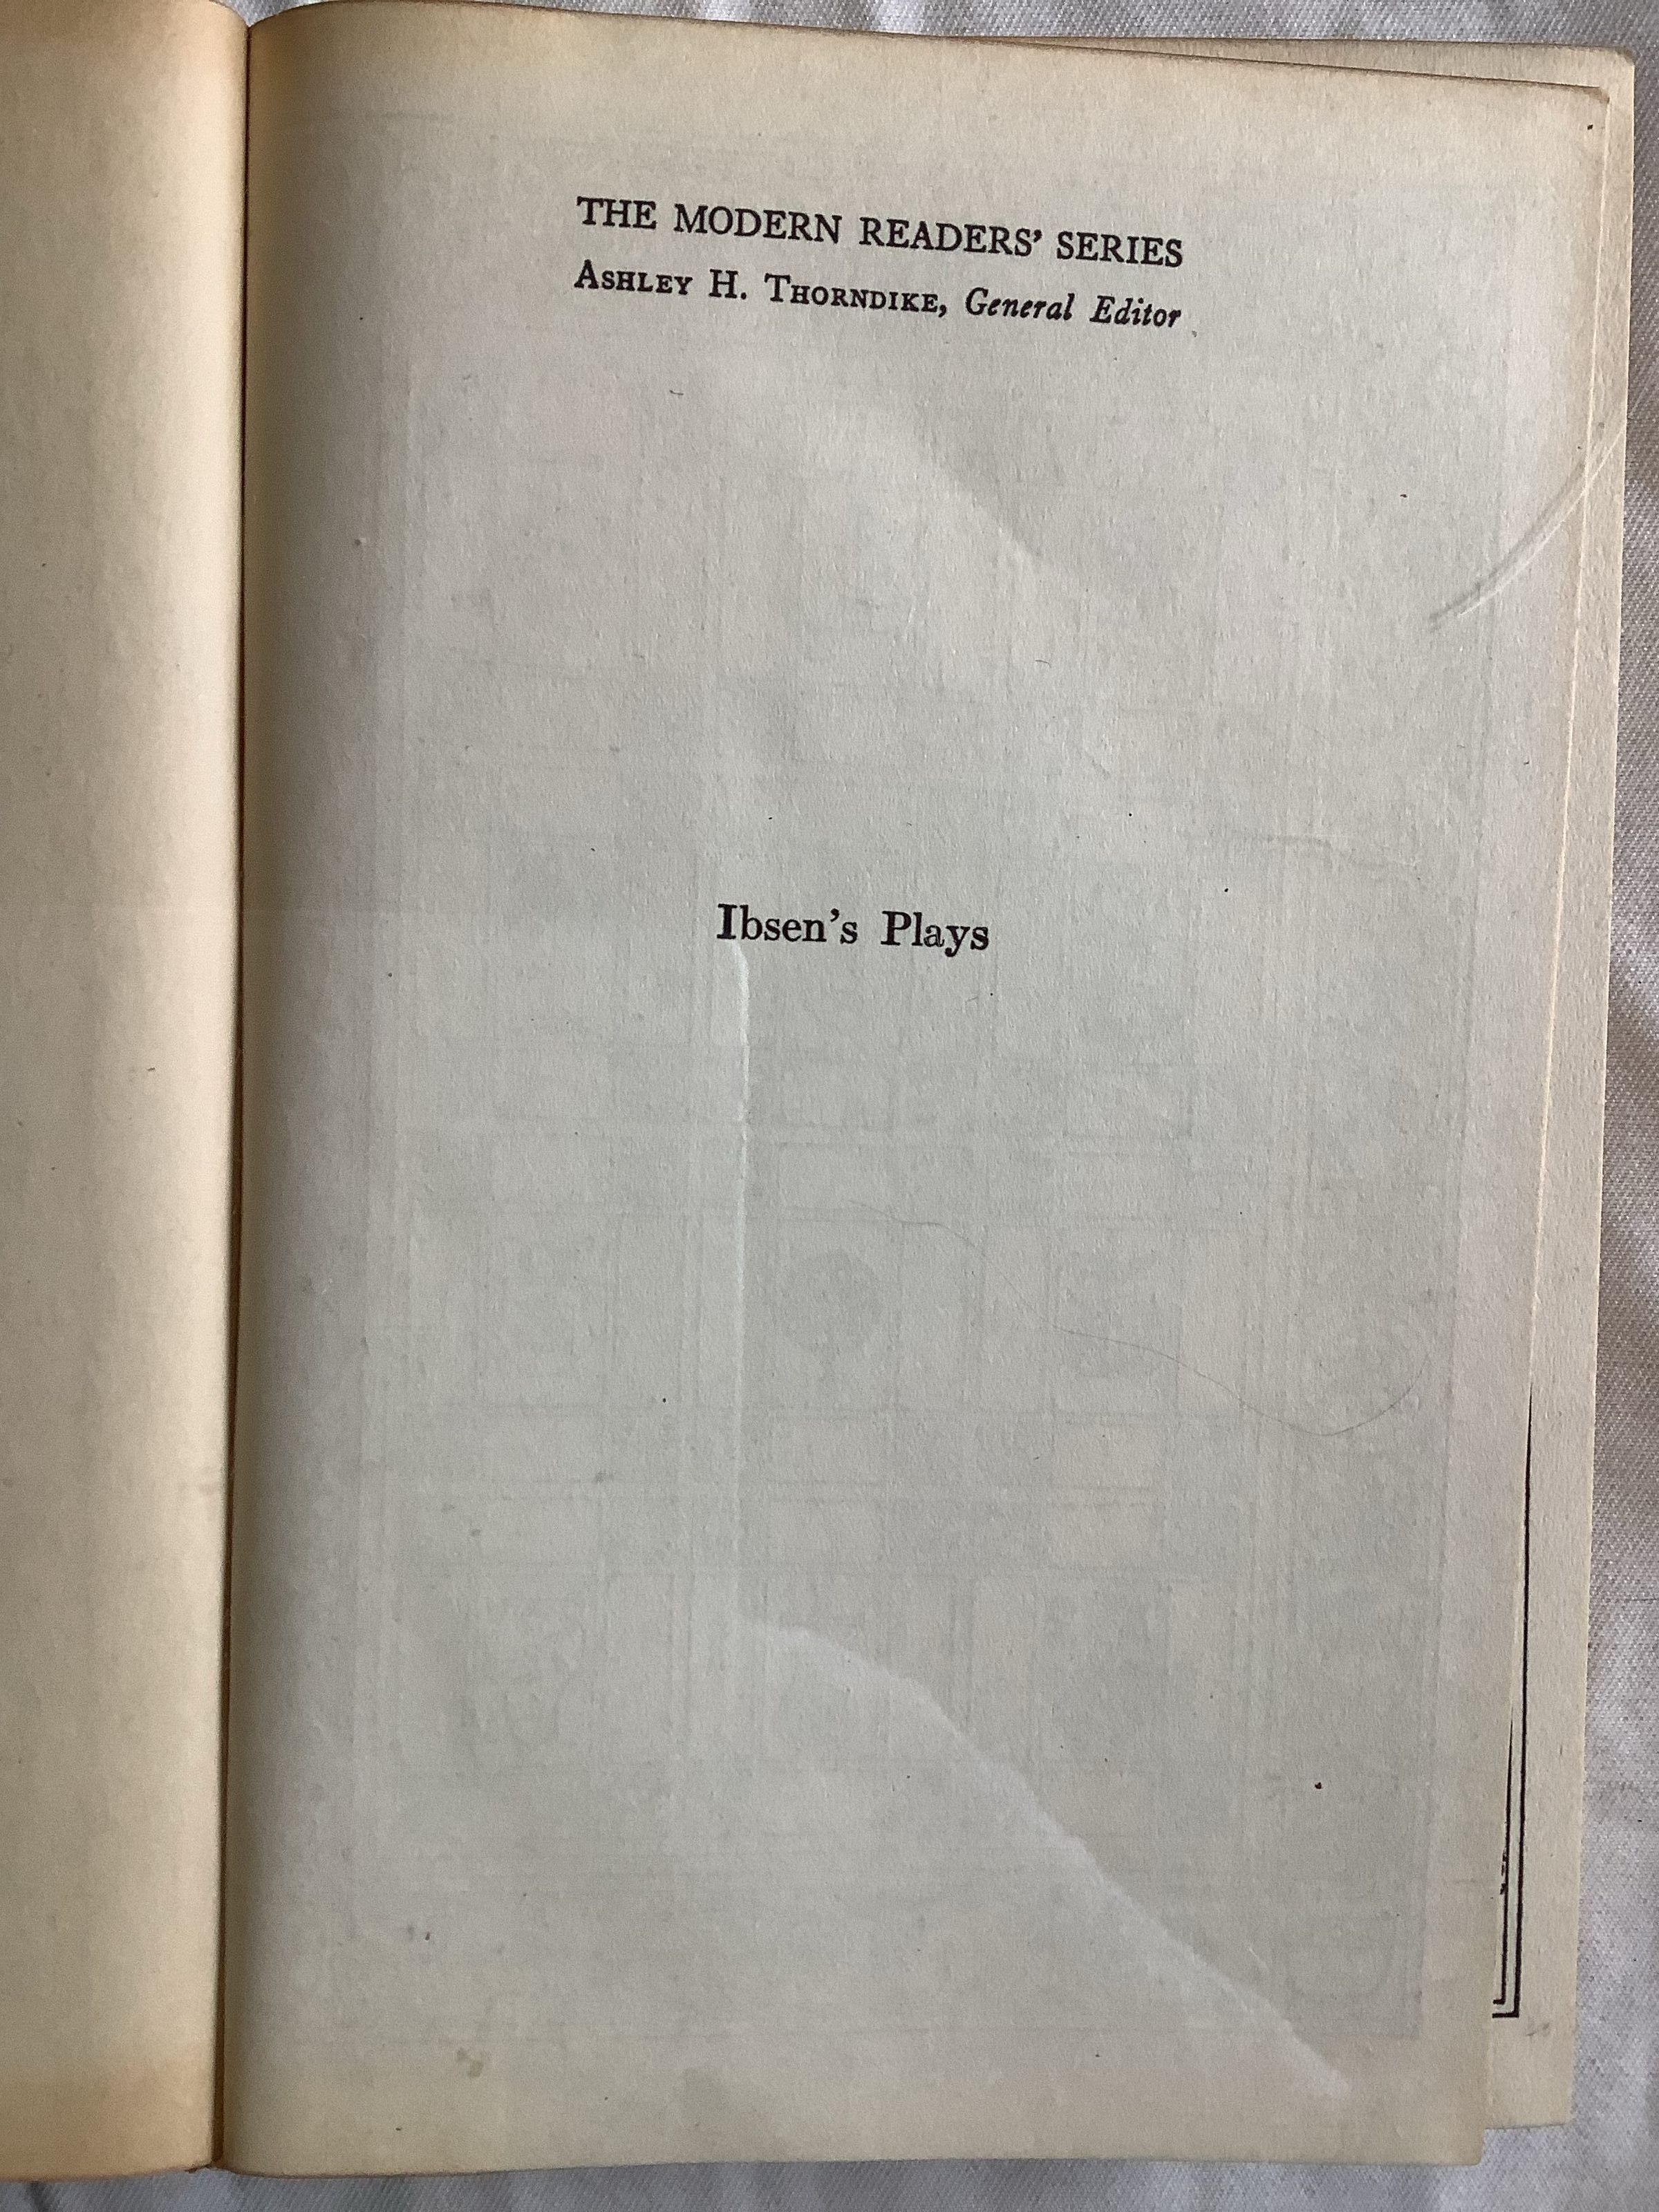 THE MODERN READERS' SERIES
ASHLEY H. THORNDIKE, General Editor
Ibsen's Plays